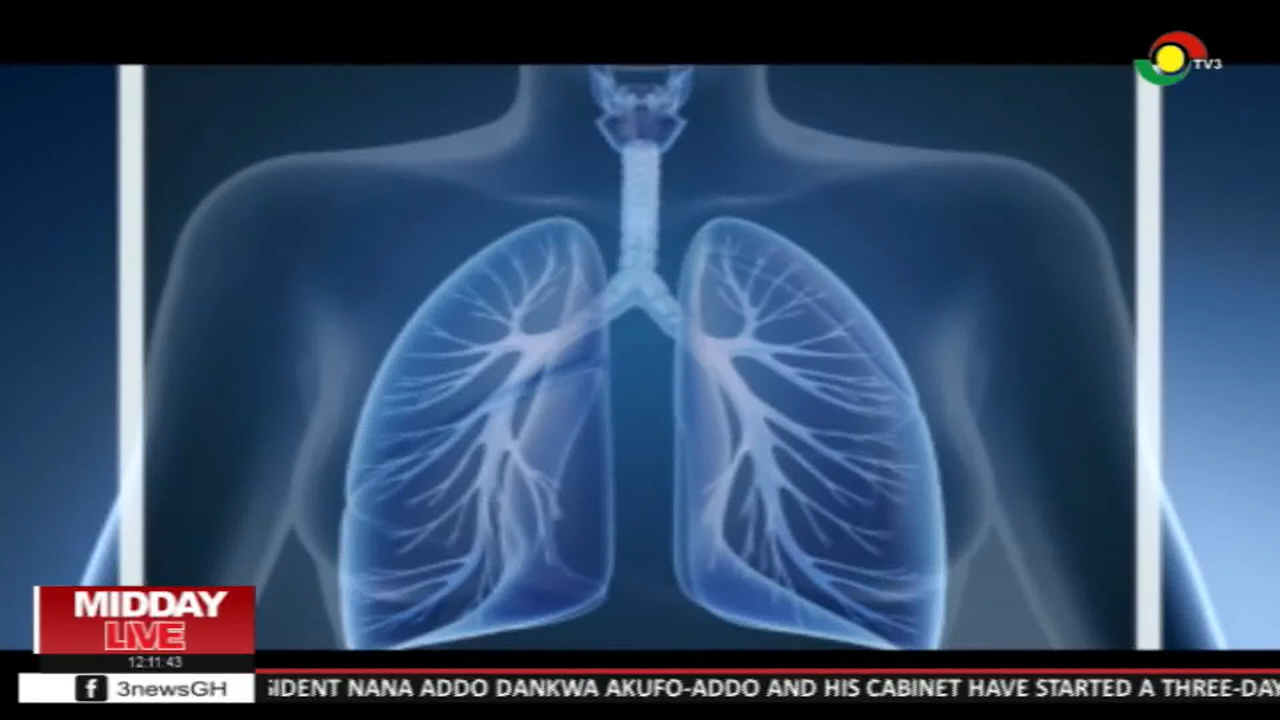 TV3
MIDDAY
LIVE
12:11:43
f 3newsGH
IDENT NANA ADDO DANKWA AKUFO-ADDO AND HIS CABINET HAVE STARTED A THREE-DAY